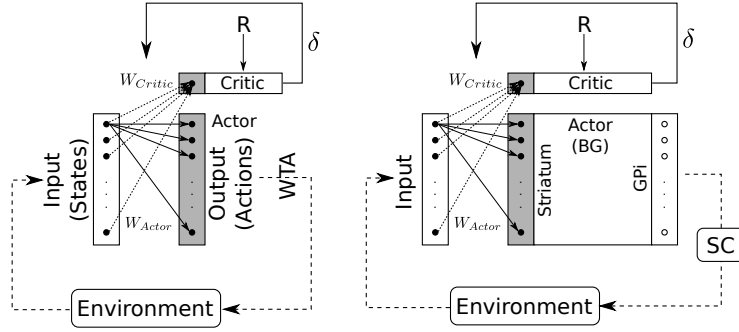 R
δ
W_Critic
Critic
Actor
Input
(States)
Output
(Actions)
WTA
W_Actor
Environment
R
δ
W_Critic
Critic
Actor
(BG)
Input
Striatum
GPi
W_Actor
SC
Environment